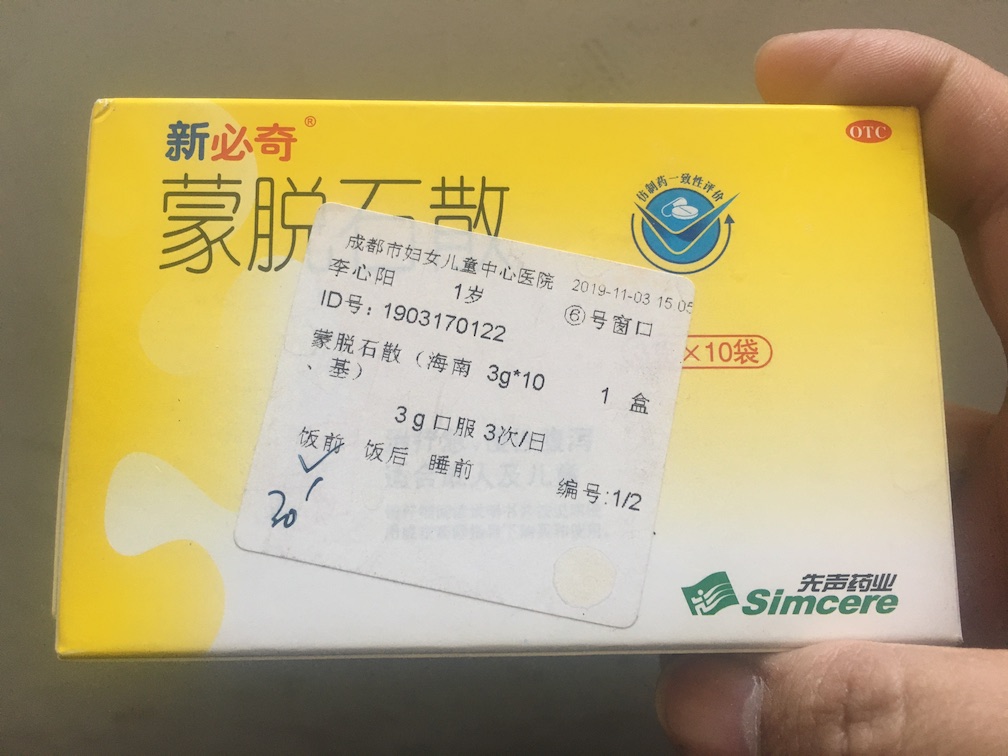 新必奇®
OTC
蒙脱石散
仿制药一致性评价
成都市妇女儿童中心医院 2019-11-03 15:05
李心阳 1岁 ⑥号窗口
ID号：1903170122
蒙脱石散（海南 3g*10 1 盒
、基）
×10袋
3g口服 3次/日
饭前 饭后 睡前
编号:1/2
30′
先声药业
Simcere